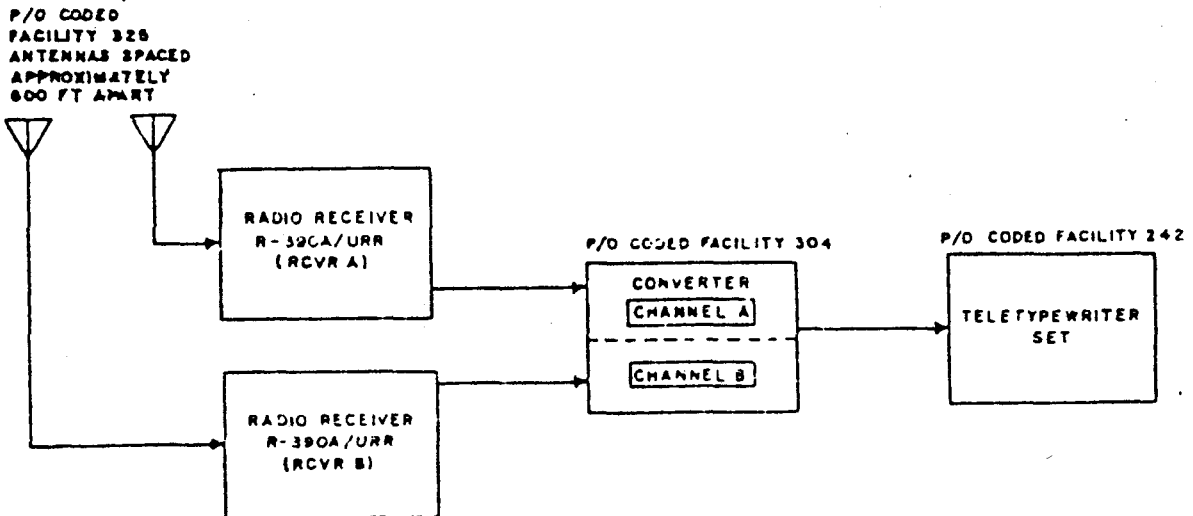 P/O CODED
FACILITY 325
ANTENNAS SPACED
APPROXIMATELY
600 FT APART
RADIO RECEIVER
R-390A/URR
(RCVR A)
P/O CODED FACILITY 304
P/O CODED FACILITY 242
CONVERTER
CHANNEL A
TELETYPEWRITER
SET
CHANNEL B
RADIO RECEIVER
R-390A/URR
(RCVR B)